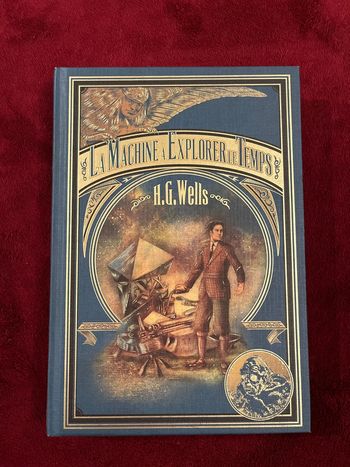 La Machine à Explorer le Temps
H.G. Wells